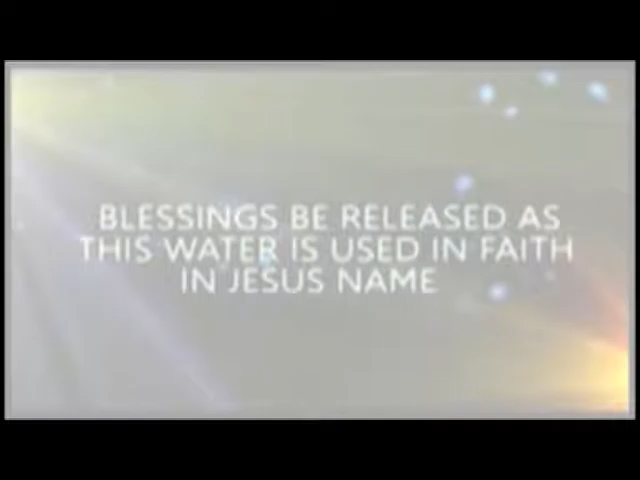 BLESSINGS BE RELEASED AS
THIS WATER IS USED IN FAITH
IN JESUS NAME